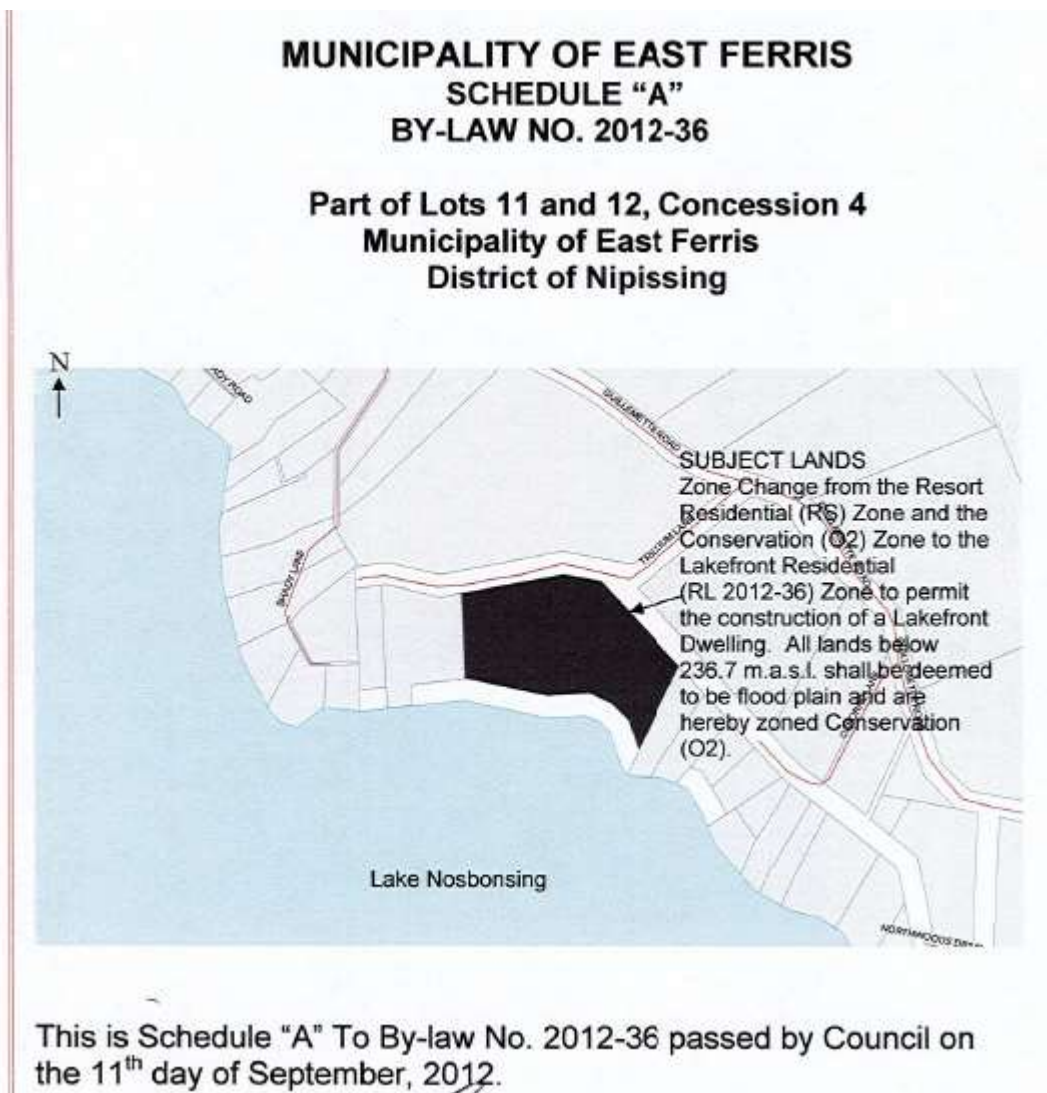 MUNICIPALITY OF EAST FERRIS
SCHEDULE “A”
BY-LAW NO. 2012-36
Part of Lots 11 and 12, Concession 4
Municipality of East Ferris
District of Nipissing
N
GUILLEMETTE ROAD
SUBJECT LANDS
Zone Change from the Resort
Residential (RS) Zone and the
Conservation (O2) Zone to the
Lakefront Residential
(RL 2012-36) Zone to permit
the construction of a Lakefront
Dwelling. All lands below
236.7 m.a.s.l. shall be deemed
to be flood plain and are
hereby zoned Conservation
(O2).
SHADY LANE
Lake Nosbonsing
This is Schedule “A” To By-law No. 2012-36 passed by Council on
the 11th day of September, 2012.